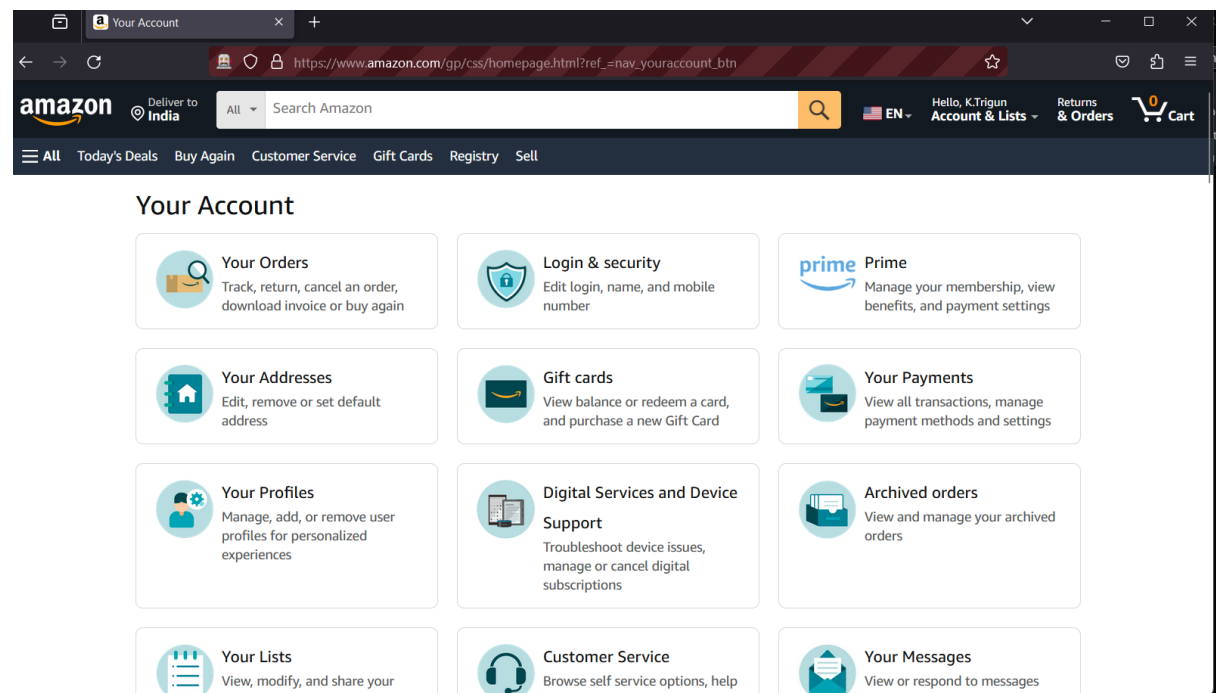 Your Account
https://www.amazon.com/gp/css/homepage.html?ref_=nav_youraccount_btn
amazon
Deliver to
India
All
Search Amazon
EN
Hello, K.Trigun
Account & Lists
Returns
& Orders
0
Cart
All Today's Deals Buy Again Customer Service Gift Cards Registry Sell
Your Account
Your Orders
Track, return, cancel an order,
download invoice or buy again
Login & security
Edit login, name, and mobile
number
prime
Prime
Manage your membership, view
benefits, and payment settings
Your Addresses
Edit, remove or set default
address
Gift cards
View balance or redeem a card,
and purchase a new Gift Card
Your Payments
View all transactions, manage
payment methods and settings
Your Profiles
Manage, add, or remove user
profiles for personalized
experiences
Digital Services and Device
Support
Troubleshoot device issues,
manage or cancel digital
subscriptions
Archived orders
View and manage your archived
orders
Your Lists
View, modify, and share your
Customer Service
Browse self service options, help
Your Messages
View or respond to messages